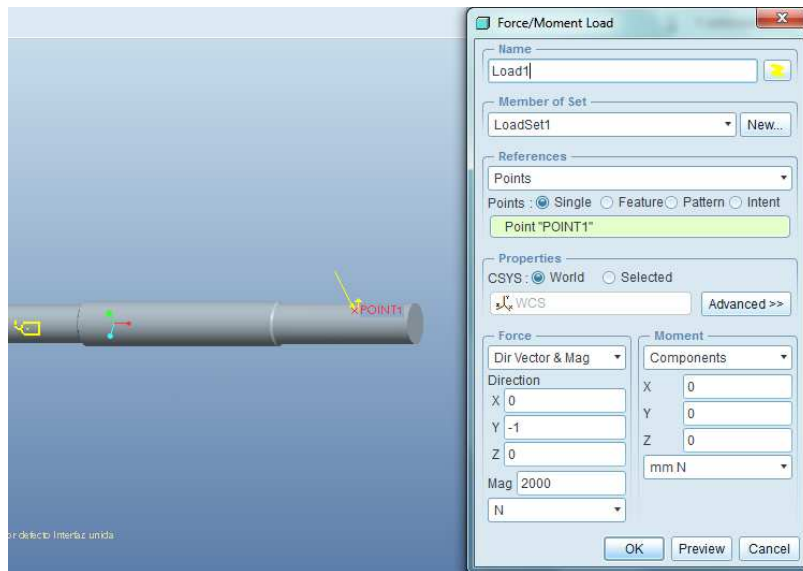 Force/Moment Load
Name
Load1
Member of Set
LoadSet1
New...
References
Points
Points : Single Feature Pattern Intent
Point "POINT1"
Properties
CSYS : World Selected
WCS
Advanced >>
Force
Dir Vector & Mag
Direction
X 0
Y -1
Z 0
Mag 2000
N
Moment
Components
X 0
Y 0
Z 0
mm N
OK Preview Cancel
POINT1
or defecto Interfaz unida